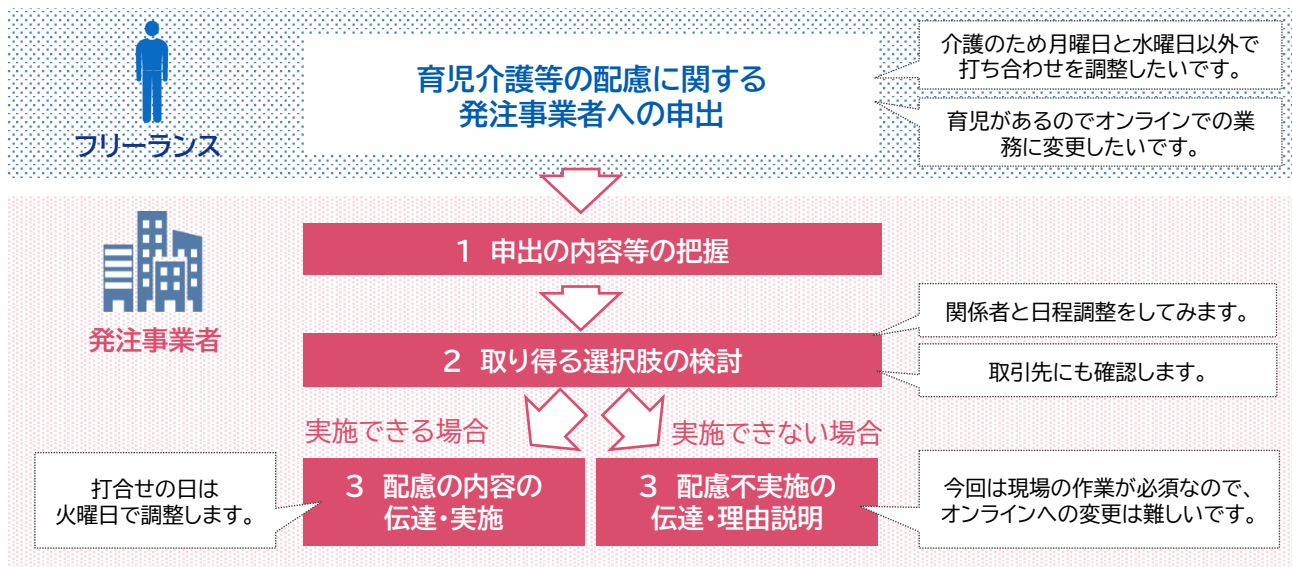 育児介護等の配慮に関する
発注事業者への申出
介護のため月曜日と水曜日以外で
打ち合わせを調整したいです。
育児があるのでオンラインでの業
務に変更したいです。
フリーランス
1 申出の内容等の把握
発注事業者
関係者と日程調整をしてみます。
2 取り得る選択肢の検討
取引先にも確認します。
実施できる場合
実施できない場合
打合せの日は
火曜日で調整します。
3 配慮の内容の
伝達・実施
3 配慮不実施の
伝達・理由説明
今回は現場の作業が必須なので、
オンラインへの変更は難しいです。